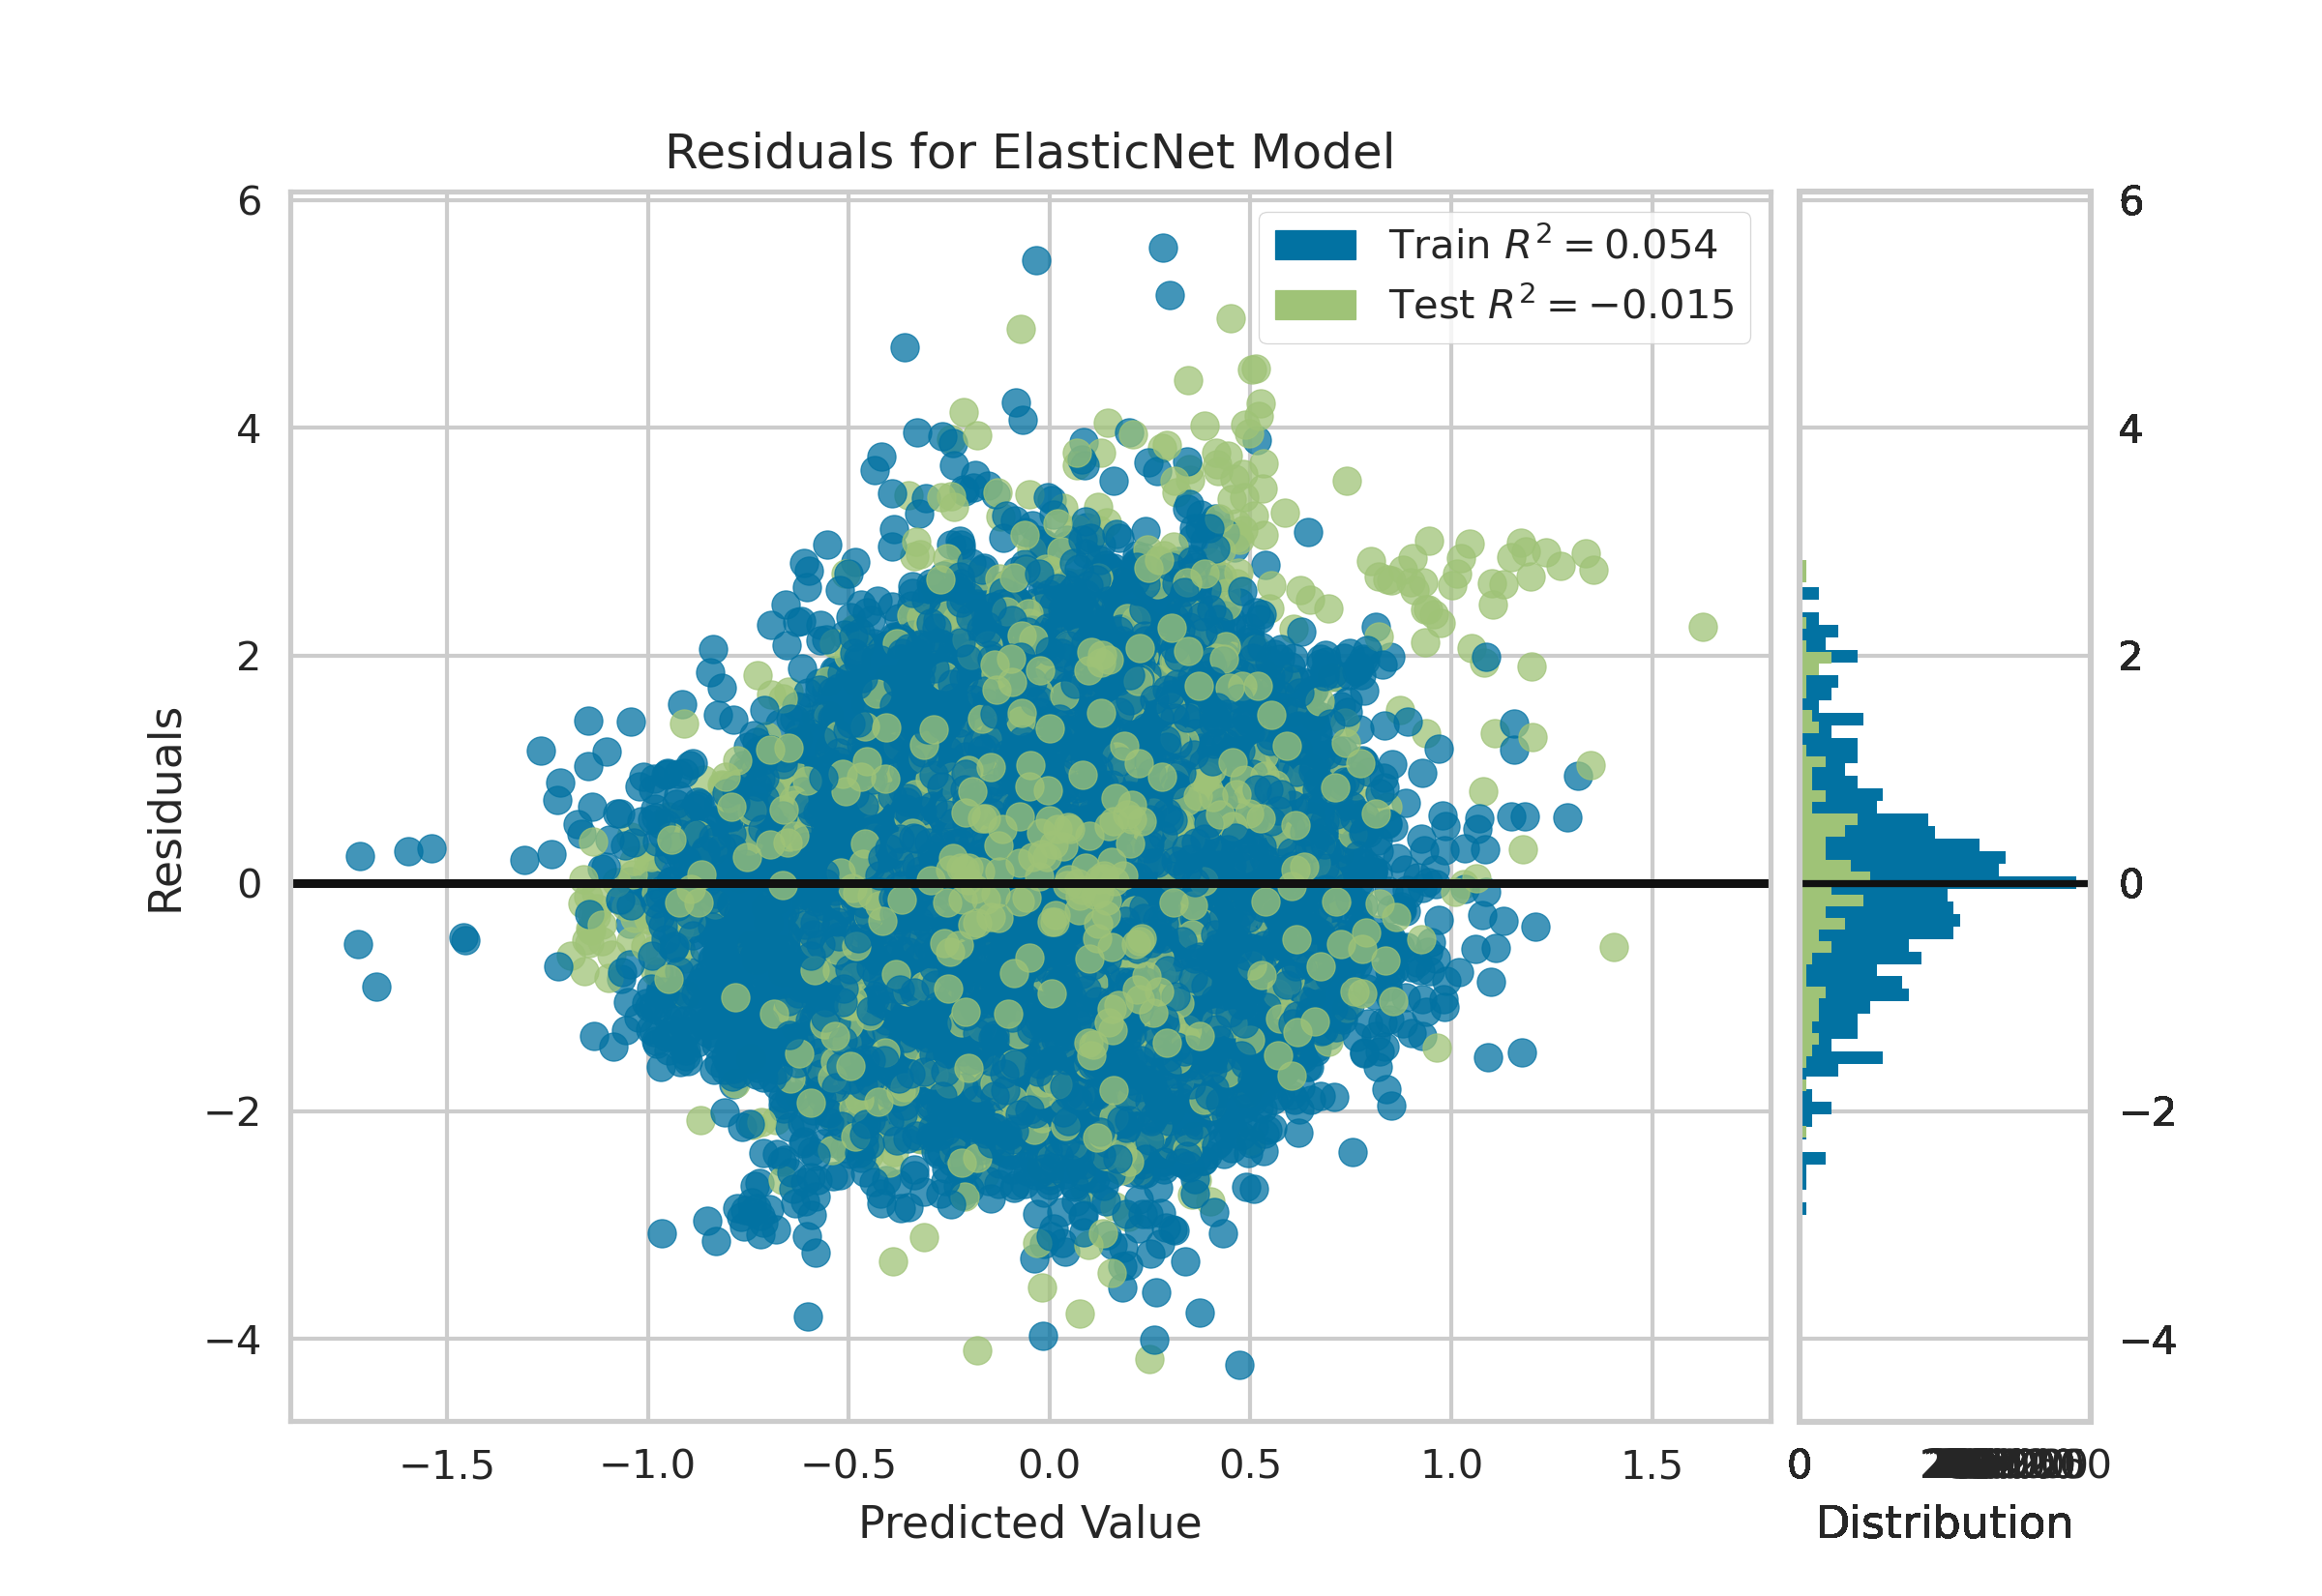 Residuals for ElasticNet Model
Train R² = 0.054
Test R² = −0.015
Residuals
6
4
2
0
−2
−4
6
4
2
0
−2
−4
−1.5 −1.0 −0.5 0.0 0.5 1.0 1.5
0
Predicted Value
Distribution